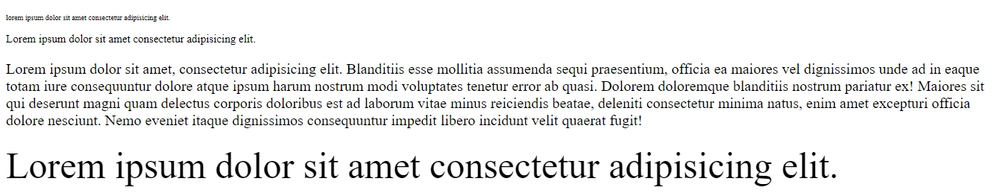 lorem ipsum dolor sit amet consectetur adipisicing elit.
Lorem ipsum dolor sit amet consectetur adipisicing elit.
Lorem ipsum dolor sit amet, consectetur adipisicing elit. Blanditiis esse mollitia assumenda sequi praesentium, officia ea maiores vel dignissimos unde ad in eaque
totam iure consequuntur dolore atque ipsum harum nostrum modi voluptates tenetur error ab quasi. Dolorem doloremque blanditiis nostrum pariatur ex! Maiores sit
qui deserunt magni quam delectus corporis doloribus est ad laborum vitae minus reiciendis beatae, deleniti consectetur minima natus, enim amet excepturi officia
dolore nesciunt. Nemo eveniet itaque dignissimos consequuntur impedit libero incidunt velit quaerat fugit!
Lorem ipsum dolor sit amet consectetur adipisicing elit.